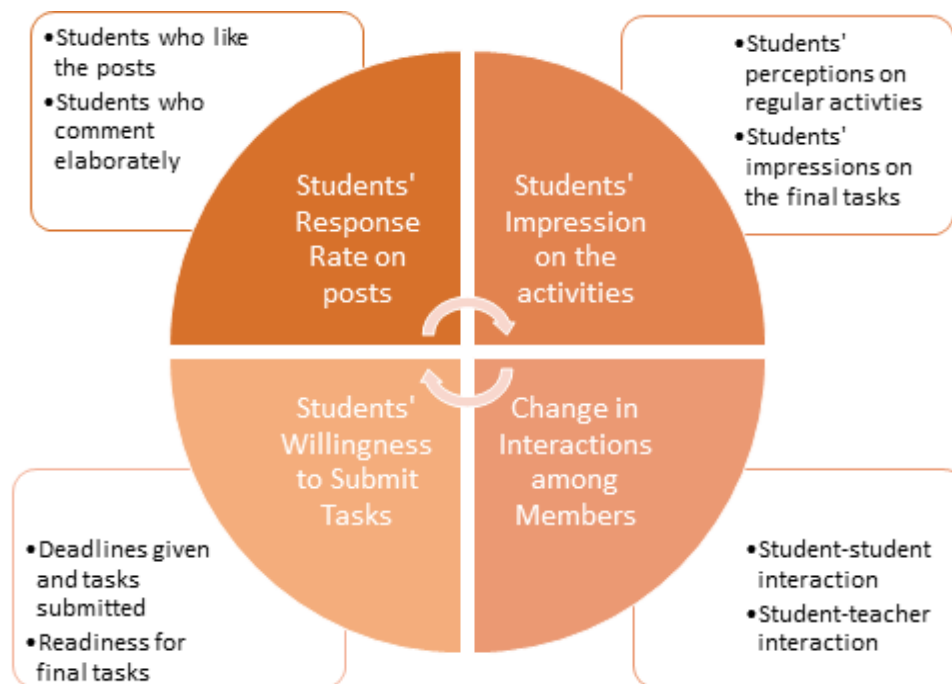 •Students who like
the posts
•Students who
comment
elaborately
Students'
Response
Rate on
posts
Students'
Impression
on the
activities
•Students'
perceptions on
regular activties
•Students'
impressions on
the final tasks
Students'
Willingness
to Submit
Tasks
Change in
Interactions
among
Members
•Deadlines given
and tasks
submitted
•Readiness for
final tasks
•Student-student
interaction
•Student-teacher
interaction